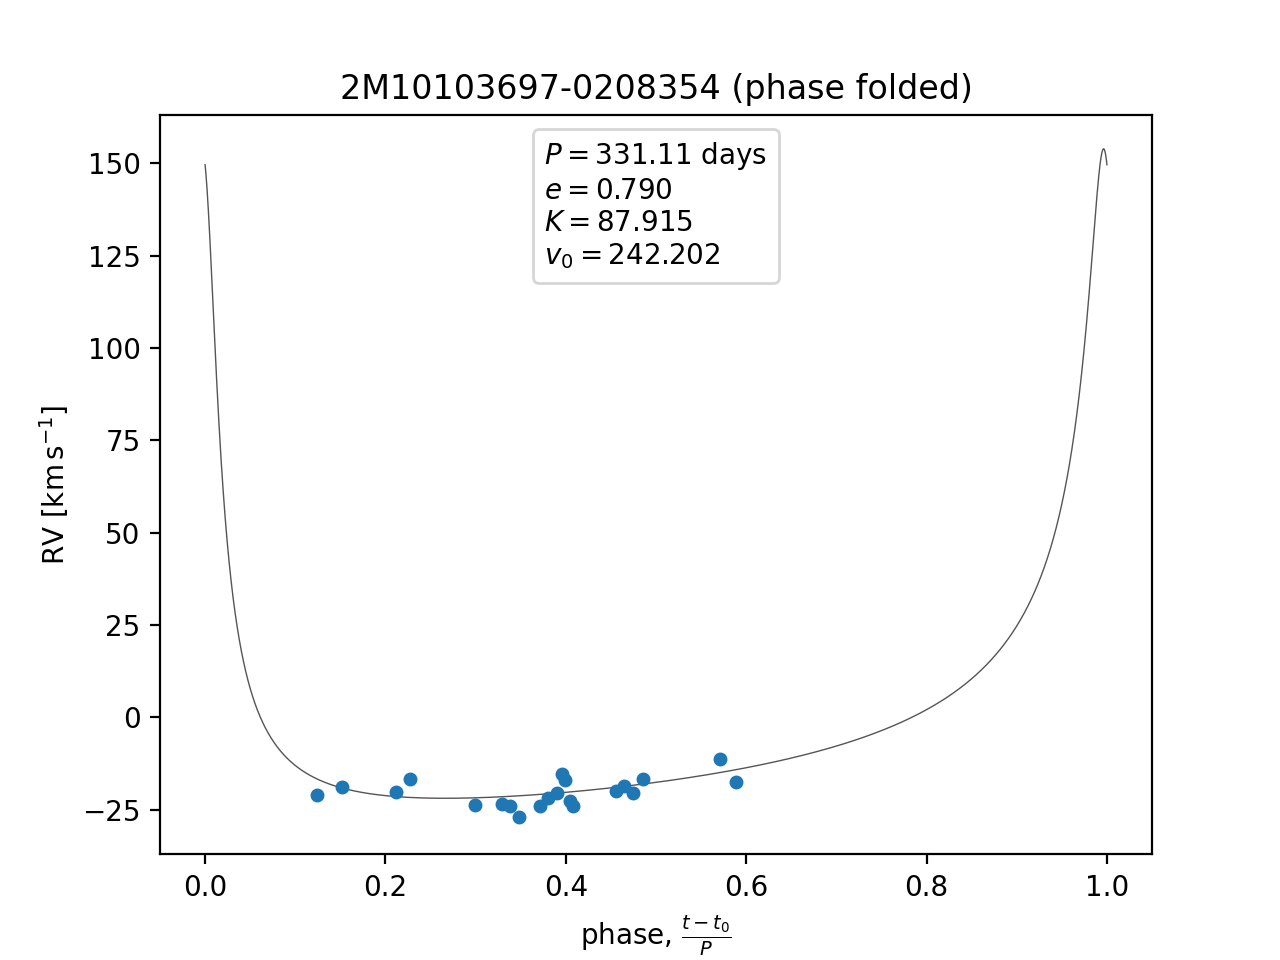 2M10103697-0208354 (phase folded)
P = 331.11 days
e = 0.790
K = 87.915
v₀ = 242.202
150
125
100
75
50
25
0
−25
RV [km s⁻¹]
0.0 0.2 0.4 0.6 0.8 1.0
phase, (t − t₀)/P